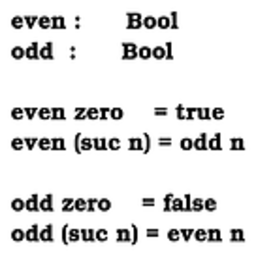 even : Bool
odd : Bool
even zero = true
even (suc n) = odd n
odd zero = false
odd (suc n) = even n